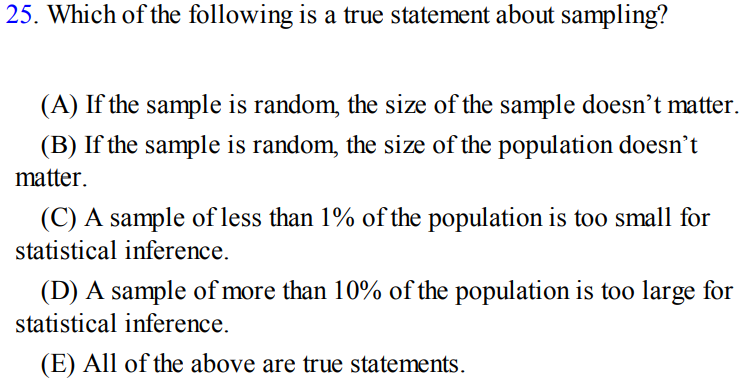 25. Which of the following is a true statement about sampling?
(A) If the sample is random, the size of the sample doesn’t matter.
(B) If the sample is random, the size of the population doesn’t
matter.
(C) A sample of less than 1% of the population is too small for
statistical inference.
(D) A sample of more than 10% of the population is too large for
statistical inference.
(E) All of the above are true statements.